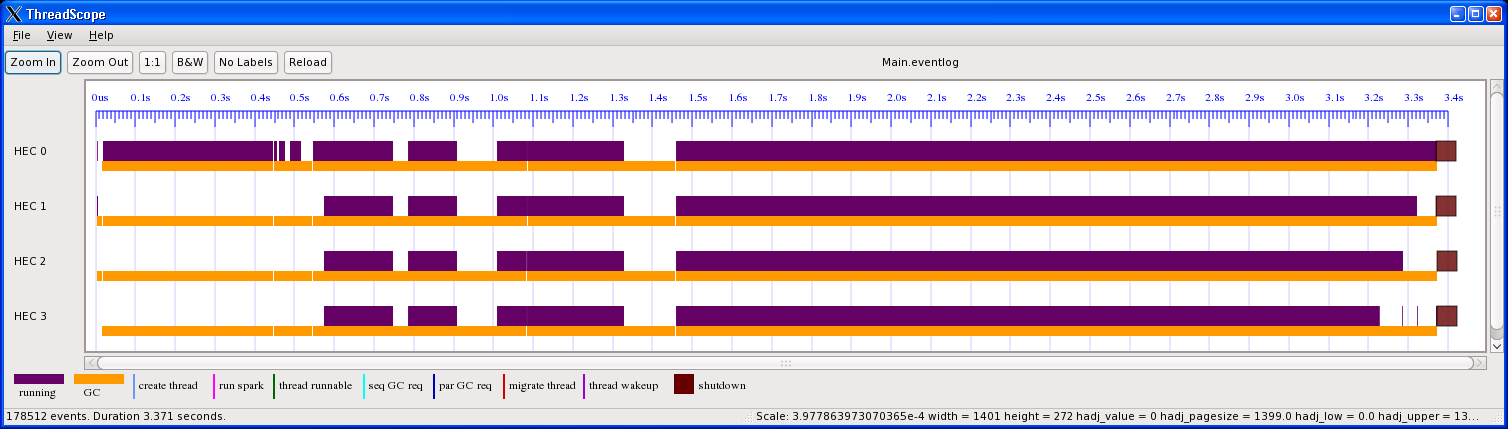 ThreadScope
File View Help
Zoom In Zoom Out 1:1 B&W No Labels Reload Main.eventlog
0us 0.1s 0.2s 0.3s 0.4s 0.5s 0.6s 0.7s 0.8s 0.9s 1.0s 1.1s 1.2s 1.3s 1.4s 1.5s 1.6s 1.7s 1.8s 1.9s 2.0s 2.1s 2.2s 2.3s 2.4s 2.5s 2.6s 2.7s 2.8s 2.9s 3.0s 3.1s 3.2s 3.3s 3.4s
HEC 0
HEC 1
HEC 2
HEC 3
running GC create thread run spark thread runnable seq GC req par GC req migrate thread thread wakeup shutdown
178512 events. Duration 3.371 seconds. Scale: 3.977863973070365e-4 width = 1401 height = 272 hadj_value = 0 hadj_pagesize = 1399.0 hadj_low = 0.0 hadj_upper = 13...